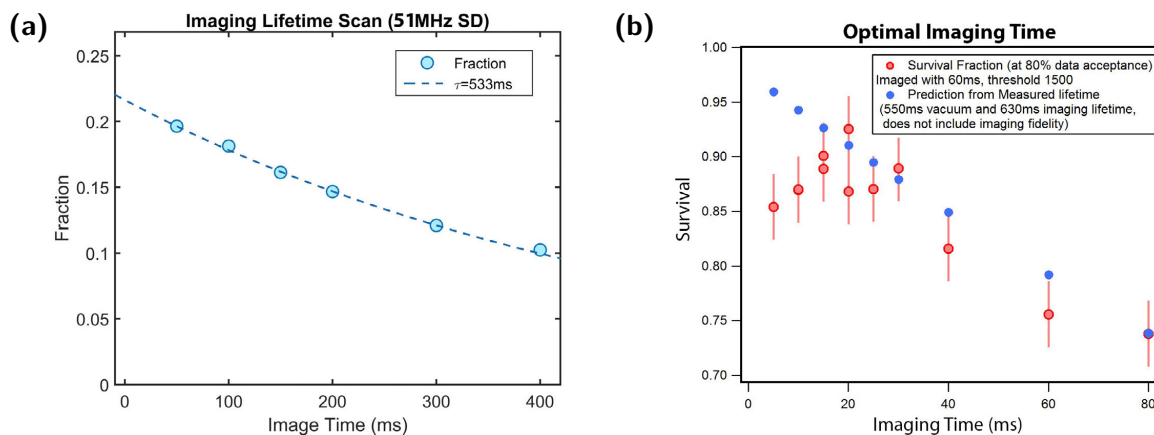 (a)
Imaging Lifetime Scan (51MHz SD)
0.25
0.2
0.15
0.1
0.05
0
Fraction
Fraction
τ=533ms
0
100
200
300
400
Image Time (ms)
(b)
Optimal Imaging Time
1.00
0.95
0.90
0.85
0.80
0.75
0.70
Survival
Survival Fraction (at 80% data acceptance)
Imaged with 60ms, threshold 1500
Prediction from Measured lifetime
(550ms vacuum and 630ms imaging lifetime,
does not include imaging fidelity)
0
20
40
60
80
Imaging Time (ms)